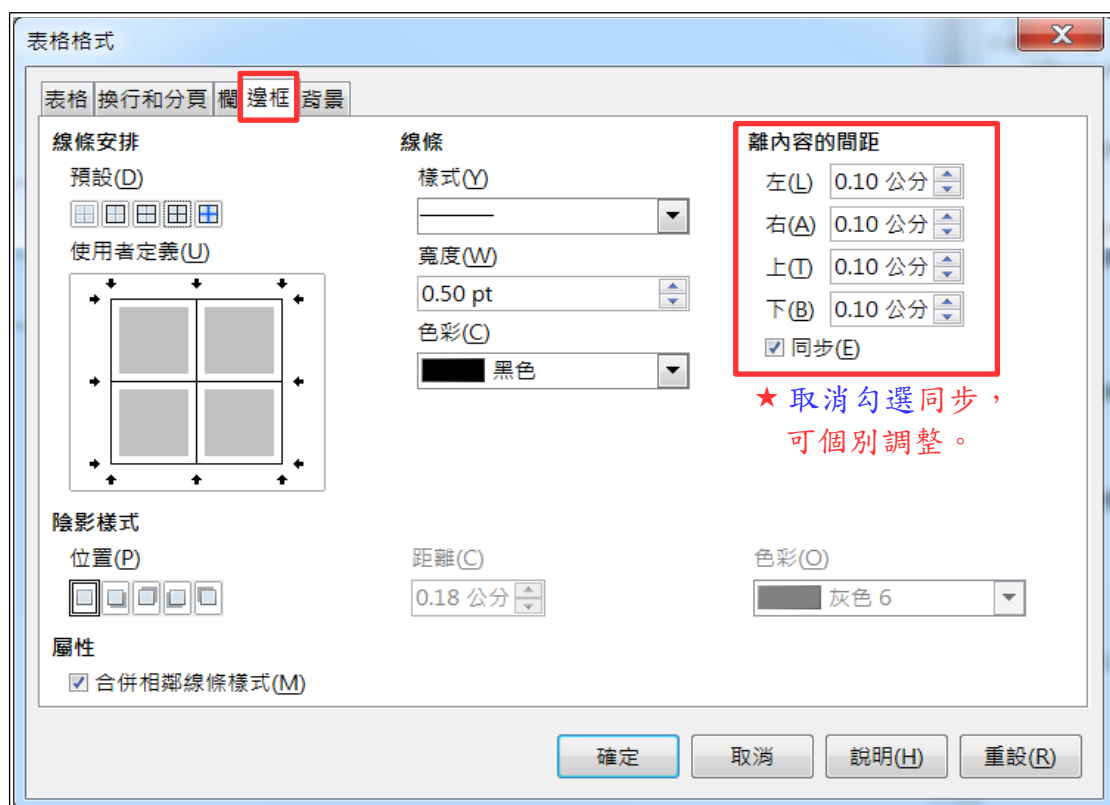 表格格式
表格 換行和分頁 欄 邊框 背景
線條安排
預設(D)
使用者定義(U)
線條
樣式(Y)
寬度(W)
0.50 pt
色彩(C)
黑色
離內容的間距
左(L) 0.10 公分
右(A) 0.10 公分
上(T) 0.10 公分
下(B) 0.10 公分
同步(E)
★ 取消勾選同步，
可個別調整。
陰影樣式
位置(P)
距離(C)
0.18 公分
色彩(O)
灰色 6
屬性
合併相鄰線條樣式(M)
確定 取消 說明(H) 重設(R)